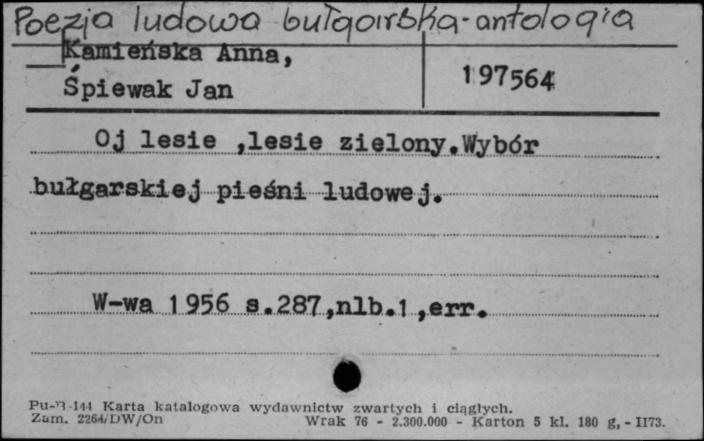 Poezja ludowa bułgarska-antologia
Kamieńska Anna,
Śpiewak Jan
197564
Oj lesie ,lesie zielony.Wybór
bułgarskiej pieśni ludowej.
W-wa 1956 s.287,nlb.1,err.
Pu-B-144 Karta katalogowa wydawnictw zwartych i ciągłych.
Zam. 2264/DW/On Wrak 76 - 2.300.000 - Karton 5 kl. 180 g, - II73.